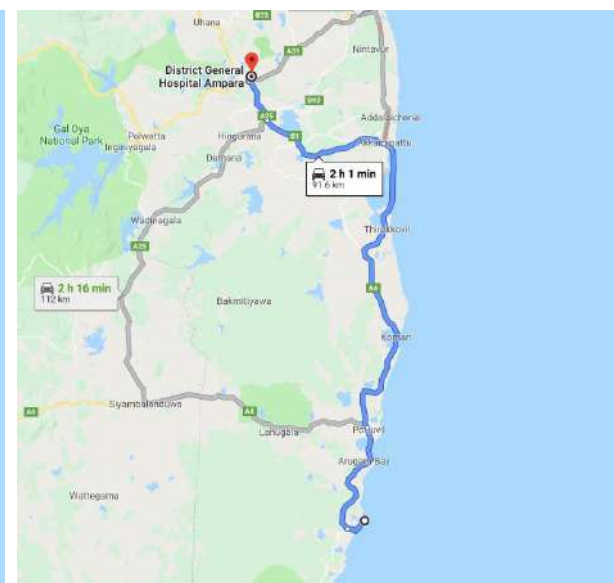 Uhana
A31
Nintavur
District General
Hospital Ampara
A25
Addalaichenai
Gal Oya
National Park
Polwatta
Inginiyagala
Hingurana
Damana
2 h 1 min
91.6 km
Thirukkovil
Wadinagala
A25
2 h 16 min
112 km
A4
Bakmitiyawa
Komari
Siyambalanduwa
A4
A4
Lahugala
Pottuvil
Arugam Bay
Wattegama